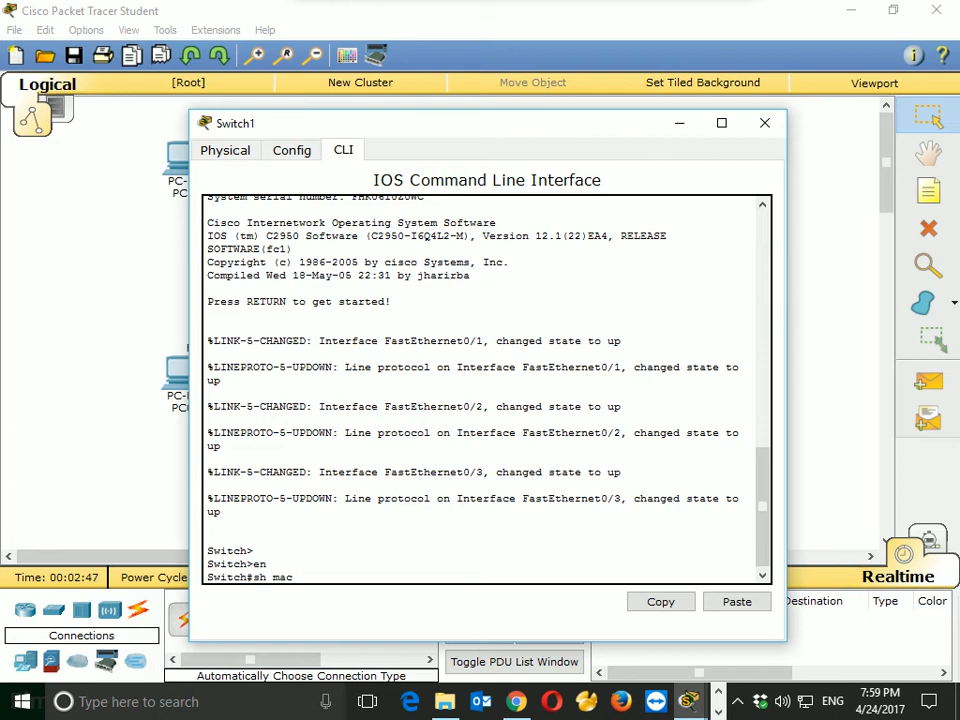 Cisco Packet Tracer Student
File Edit Options View Tools Extensions Help
Logical [Root] New Cluster Move Object Set Tiled Background Viewport
Switch1
Physical Config CLI
IOS Command Line Interface
System serial number: FHK0610Z0WC
Cisco Internetwork Operating System Software
IOS (tm) C2950 Software (C2950-I6Q4L2-M), Version 12.1(22)EA4, RELEASE
SOFTWARE(fc1)
Copyright (c) 1986-2005 by cisco Systems, Inc.
Compiled Wed 18-May-05 22:31 by jharirba
Press RETURN to get started!
%LINK-5-CHANGED: Interface FastEthernet0/1, changed state to up
%LINEPROTO-5-UPDOWN: Line protocol on Interface FastEthernet0/1, changed state to
up
%LINK-5-CHANGED: Interface FastEthernet0/2, changed state to up
%LINEPROTO-5-UPDOWN: Line protocol on Interface FastEthernet0/2, changed state to
up
%LINK-5-CHANGED: Interface FastEthernet0/3, changed state to up
%LINEPROTO-5-UPDOWN: Line protocol on Interface FastEthernet0/3, changed state to
up
Switch>
Switch>en
Switch#sh mac
Copy Paste
PC-
PC
PC-
PC
Time: 00:02:47 Power Cycle
Realtime
Connections
Automatically Choose Connection Type
Toggle PDU List Window
Destination Type Color
Type here to search
ENG
7:59 PM
4/24/2017